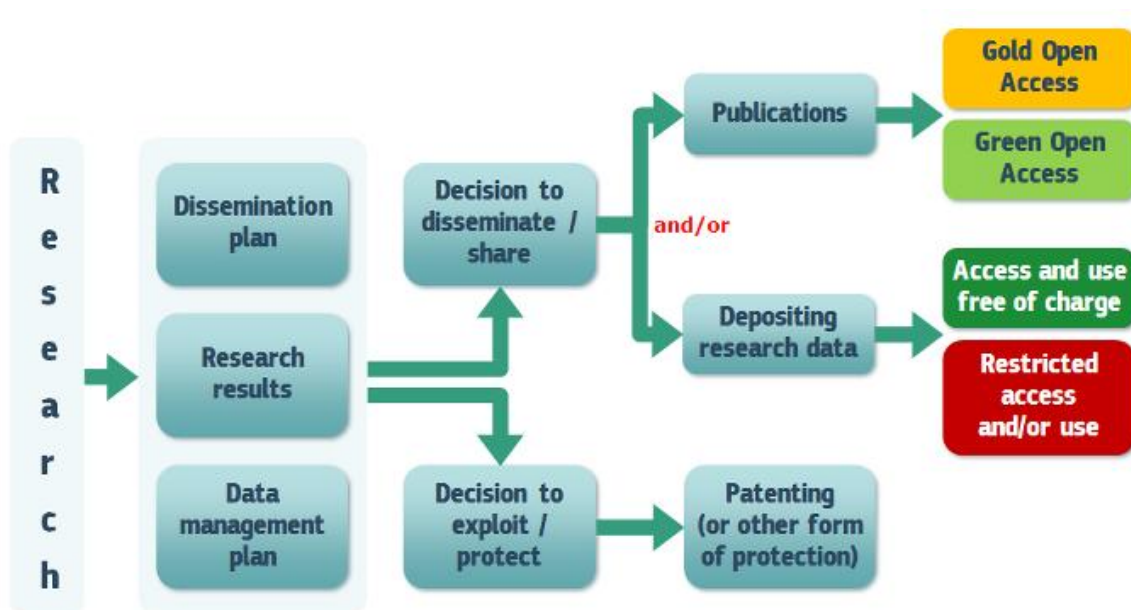 Research
Dissemination
plan
Research
results
Data
management
plan
Decision to
disseminate /
share
Decision to
exploit /
protect
and/or
Publications
Depositing
research data
Patenting
(or other form
of protection)
Gold Open
Access
Green Open
Access
Access and use
free of charge
Restricted
access
and/or use